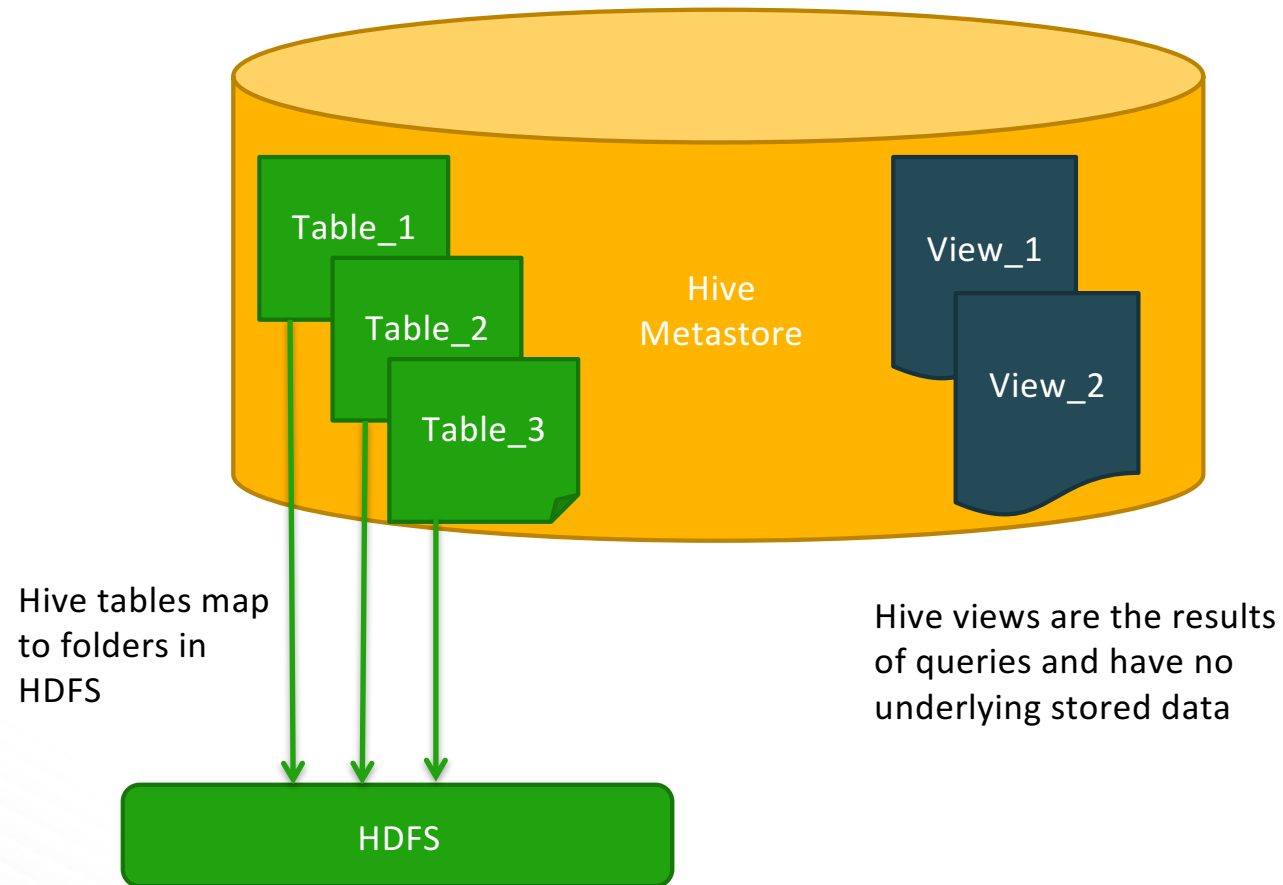 Table_1
Table_2
Table_3
Hive
Metastore
View_1
View_2
Hive tables map
to folders in
HDFS
Hive views are the results
of queries and have no
underlying stored data
HDFS